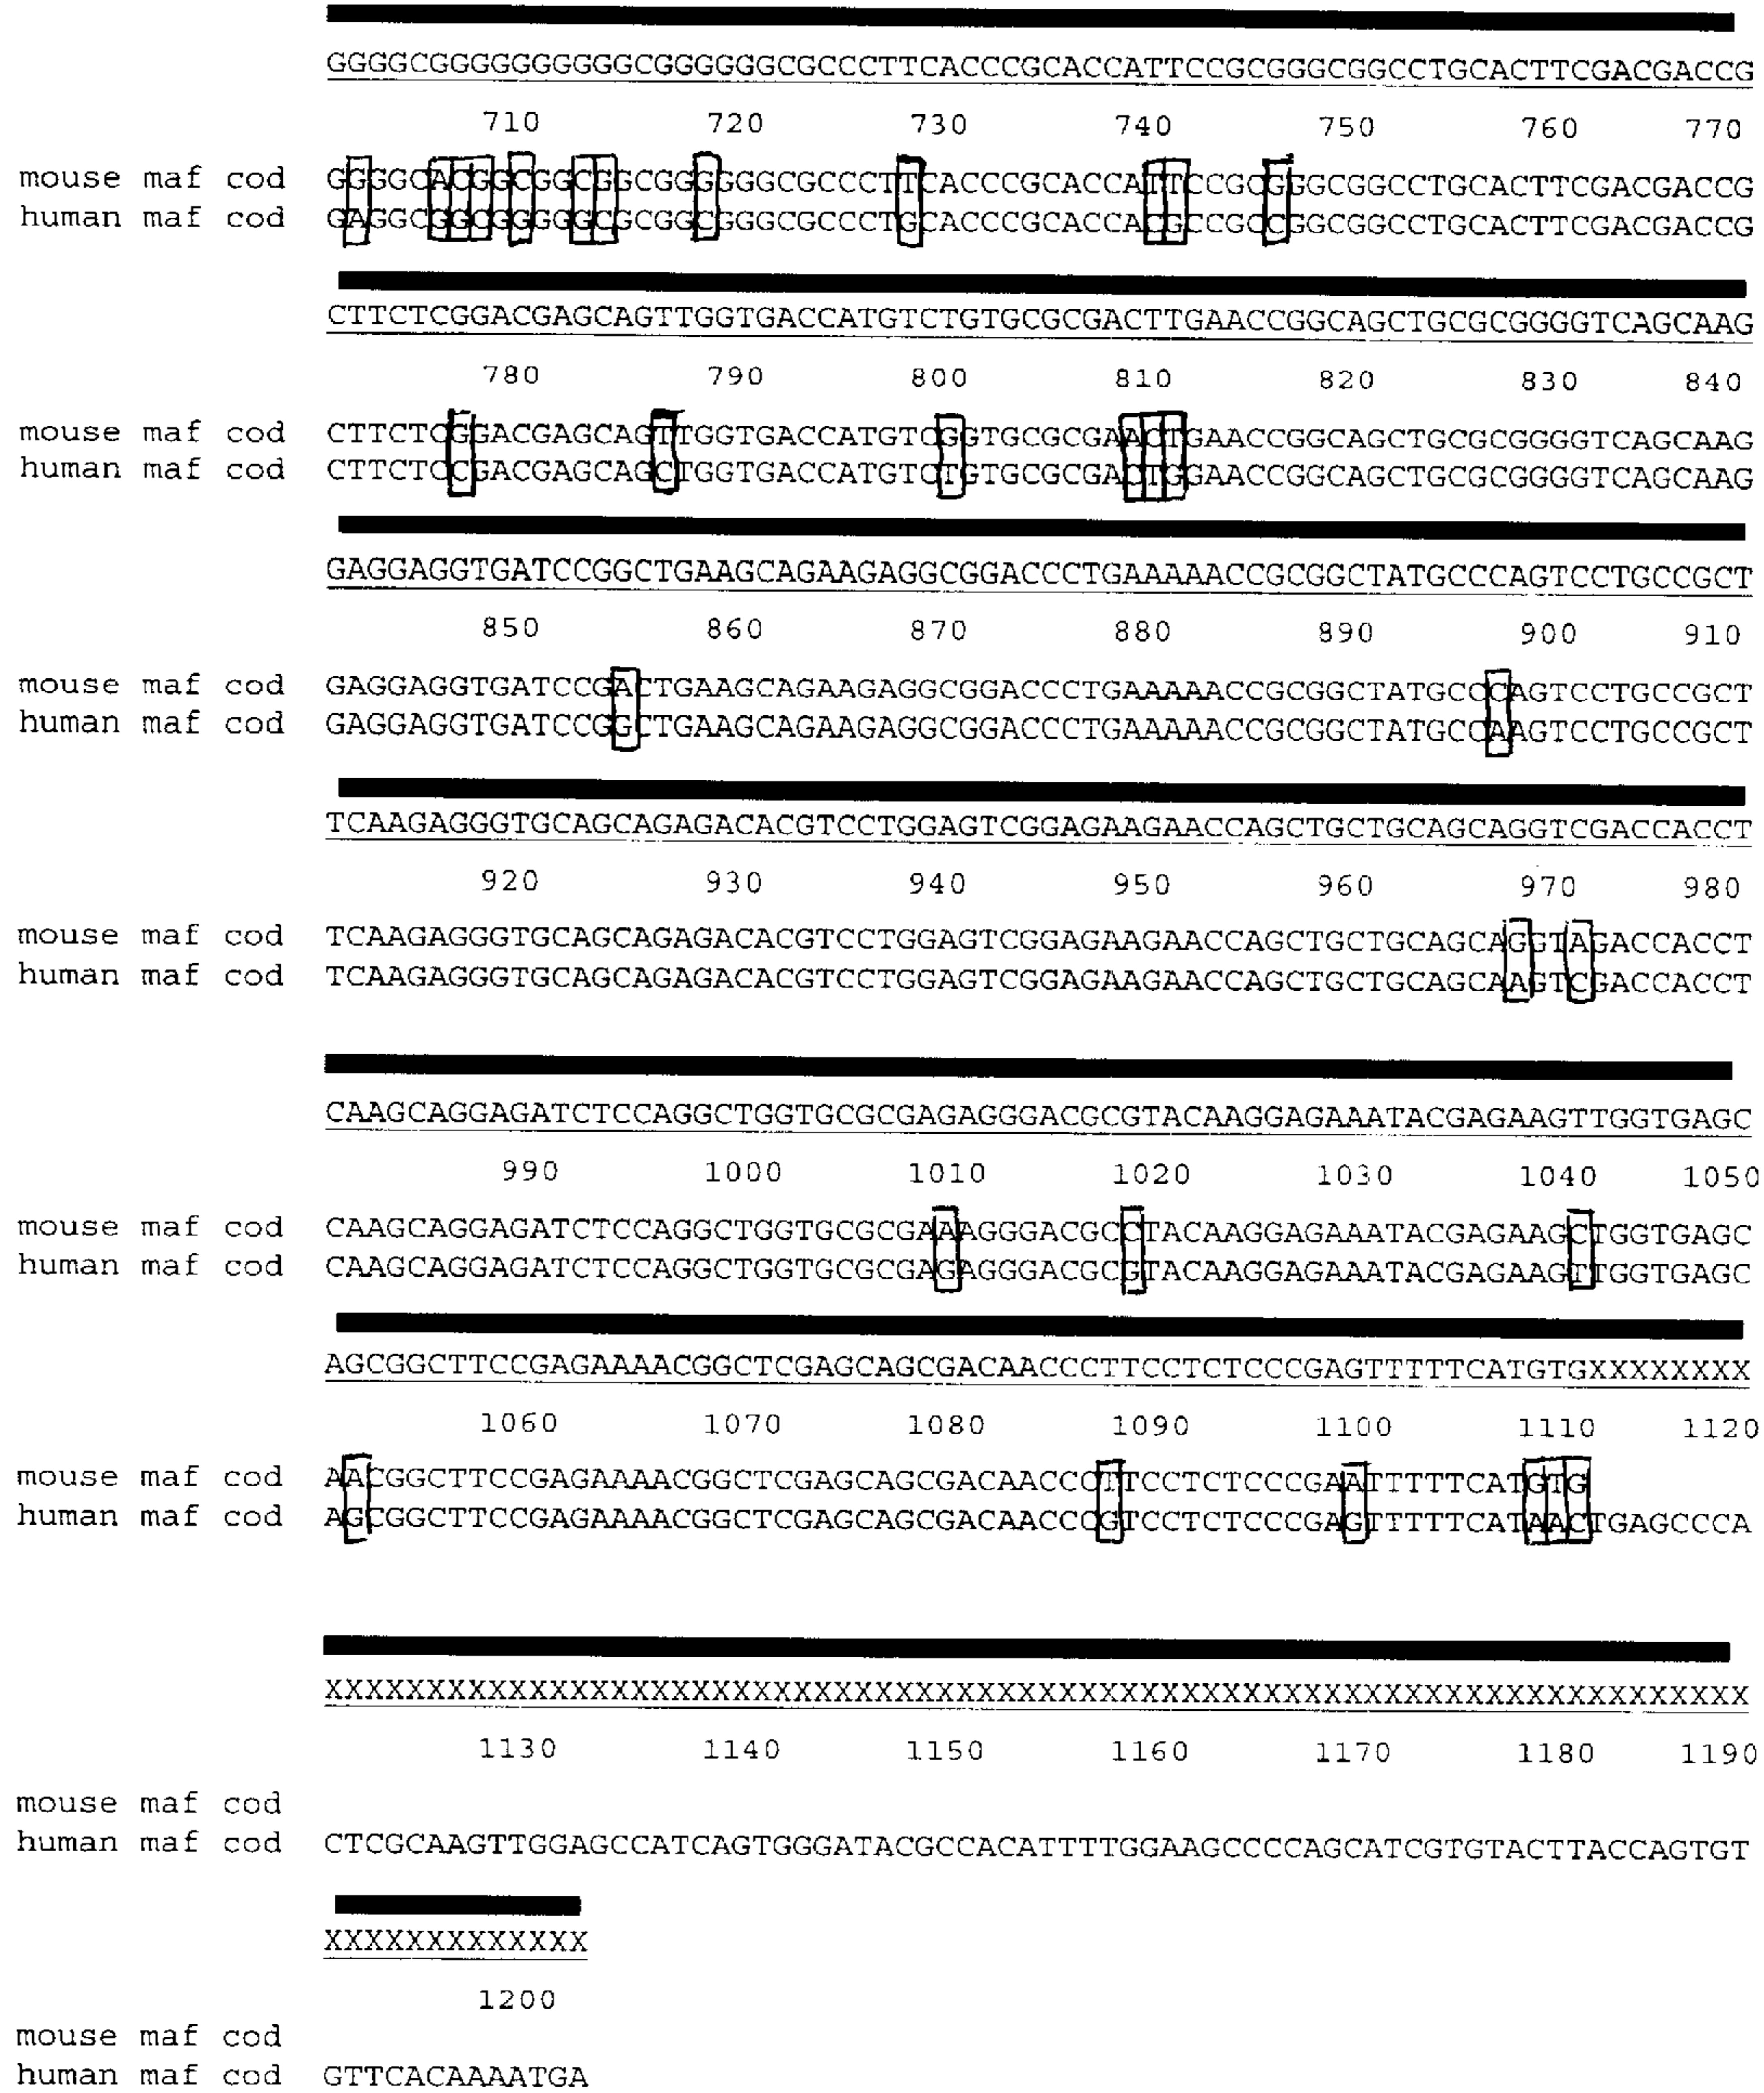 GGGGCGGGGGGGGGGCGGGGGGCGCCCTTCACCCGCACCATTCCGCGGGCGGCCTGCACTTCGACGACCG
710 720 730 740 750 760 770
mouse maf cod GGGGCACGGCGGCGGCGGGGGGCGCCCTTCACCCGCACCATTCCGCGGGCGGCCTGCACTTCGACGACCG
human maf cod GAGGCGGCGGGGGCGCGGCGGGCGCCCTGCACCCGCACCACGCCGCCGGCGGCCTGCACTTCGACGACCG
CTTCTCGGACGAGCAGTTGGTGACCATGTCTGTGCGCGACTTGAACCGGCAGCTGCGCGGGGTCAGCAAG
780 790 800 810 820 830 840
mouse maf cod CTTCTCGGACGAGCAGTTGGTGACCATGTCGGTGCGCGAACTGAACCGGCAGCTGCGCGGGGTCAGCAAG
human maf cod CTTCTCCGACGAGCAGCTGGTGACCATGTCTGTGCGCGACTGGAACCGGCAGCTGCGCGGGGTCAGCAAG
GAGGAGGTGATCCGGCTGAAGCAGAAGAGGCGGACCCTGAAAAACCGCGGCTATGCCCAGTCCTGCCGCT
850 860 870 880 890 900 910
mouse maf cod GAGGAGGTGATCCGACTGAAGCAGAAGAGGCGGACCCTGAAAAACCGCGGCTATGCCCAGTCCTGCCGCT
human maf cod GAGGAGGTGATCCGGCTGAAGCAGAAGAGGCGGACCCTGAAAAACCGCGGCTATGCCAAGTCCTGCCGCT
TCAAGAGGGTGCAGCAGAGACACGTCCTGGAGTCGGAGAAGAACCAGCTGCTGCAGCAGGTCGACCACCT
920 930 940 950 960 970 980
mouse maf cod TCAAGAGGGTGCAGCAGAGACACGTCCTGGAGTCGGAGAAGAACCAGCTGCTGCAGCAGGTAGACCACCT
human maf cod TCAAGAGGGTGCAGCAGAGACACGTCCTGGAGTCGGAGAAGAACCAGCTGCTGCAGCAAGTCGACCACCT
CAAGCAGGAGATCTCCAGGCTGGTGCGCGAGAGGGACGCGTACAAGGAGAAATACGAGAAGTTGGTGAGC
990 1000 1010 1020 1030 1040 1050
mouse maf cod CAAGCAGGAGATCTCCAGGCTGGTGCGCGAAAGGGACGCCTACAAGGAGAAATACGAGAAGCTGGTGAGC
human maf cod CAAGCAGGAGATCTCCAGGCTGGTGCGCGAGAGGGACGCGTACAAGGAGAAATACGAGAAGTTGGTGAGC
AGCGGCTTCCGAGAAAACGGCTCGAGCAGCGACAACCCTTCCTCTCCCGAGTTTTTCATGTGXXXXXXXX
1060 1070 1080 1090 1100 1110 1120
mouse maf cod AACGGCTTCCGAGAAAACGGCTCGAGCAGCGACAACCCTTCCTCTCCCGAATTTTTCATGTG
human maf cod AGCGGCTTCCGAGAAAACGGCTCGAGCAGCGACAACCCGTCCTCTCCCGAGTTTTTCATAACTGAGCCCA
XXXXXXXXXXXXXXXXXXXXXXXXXXXXXXXXXXXXXXXXXXXXXXXXXXXXXXXXXXXXXXXXXXXXXX
1130 1140 1150 1160 1170 1180 1190
mouse maf cod
human maf cod CTCGCAAGTTGGAGCCATCAGTGGGATACGCCACATTTTGGAAGCCCCAGCATCGTGTACTTACCAGTGT
XXXXXXXXXXXXX
1200
mouse maf cod
human maf cod GTTCACAAAATGA